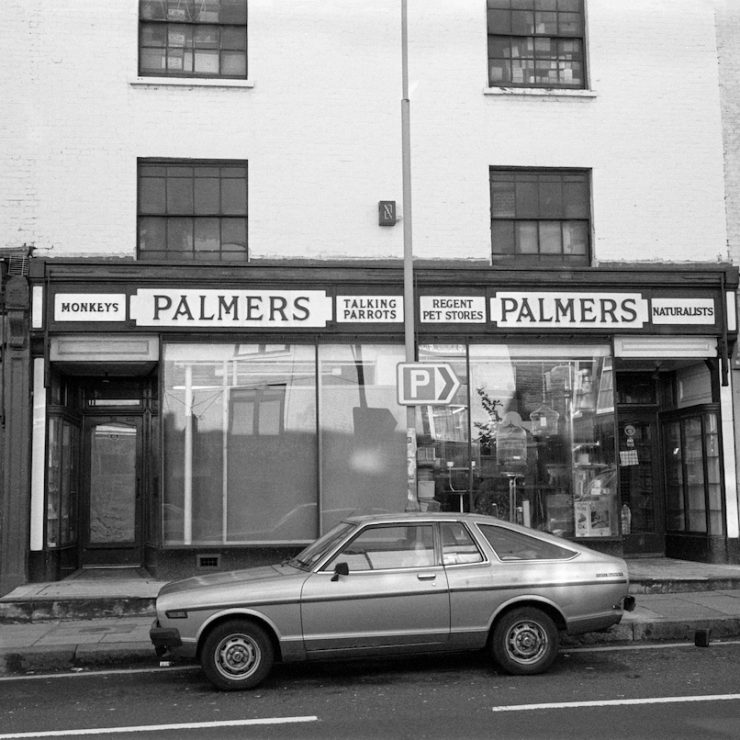 MONKEYS
PALMERS
TALKING
PARROTS
REGENT
PET STORES
PALMERS
NATURALISTS
P